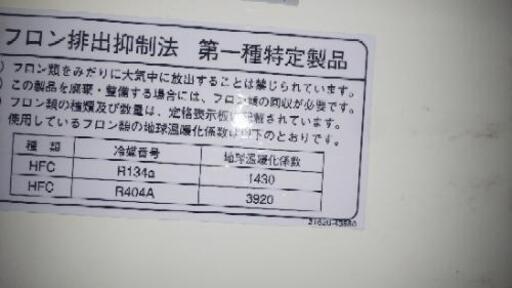 フロン排出抑制法 第一種特定製品
フロン類をみだりに大気中に放出することは禁じられています。
この製品を廃棄・整備する場合には、フロン類の回収が必要です。
フロン類の種類及び数量は、定格表示板に記載されています。
使用しているフロン類の地球温暖化係数は以下のとおりです。
種 類 冷媒番号 地球温暖化係数
HFC R134a 1430
HFC R404A 3920